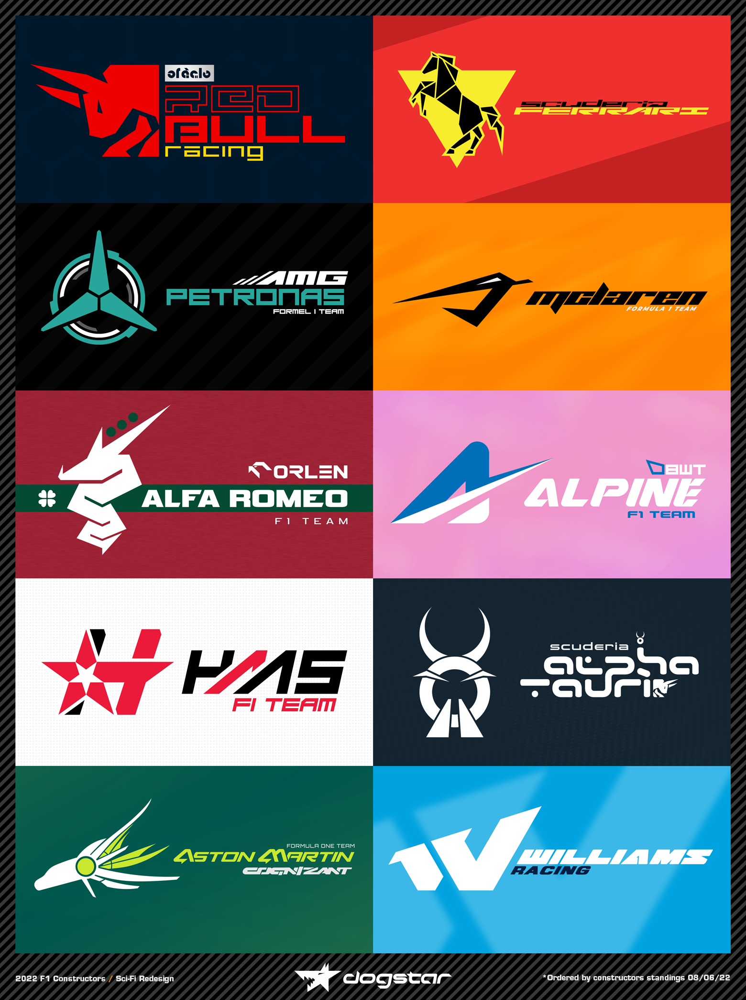 oracle
RED
BULL
racing
scuderia
FERRARI
AMG
PETRONAS
FORMEL 1 TEAM
mclaren
FORMULA 1 TEAM
ORLEN
ALFA ROMEO
F1 TEAM
BWT
ALPINE
F1 TEAM
HAAS
F1 TEAM
scuderia
alpha
Tauri
FORMULA ONE TEAM
ASTON MARTIN
COGNIZANT
WILLIAMS
RACING
2022 F1 Constructors / Sci-Fi Redesign
dogstar
*Ordered by constructors standings 08/06/22